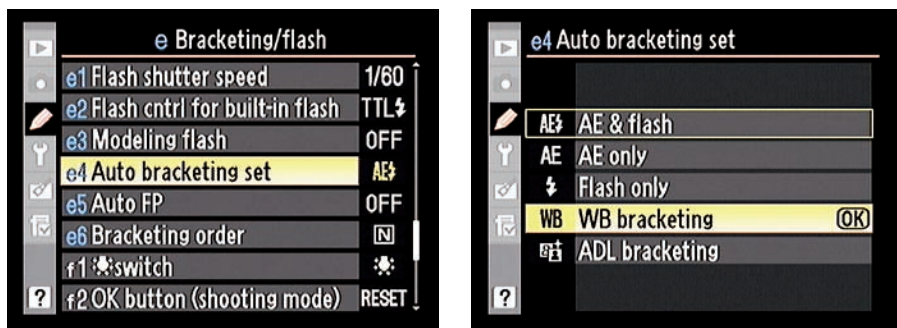 e Bracketing/flash
e1 Flash shutter speed 1/60
e2 Flash cntrl for built-in flash TTL
e3 Modeling flash OFF
e4 Auto bracketing set AE
e5 Auto FP OFF
e6 Bracketing order N
f1 switch
f2 OK button (shooting mode) RESET
?
e4 Auto bracketing set
AE AE & flash
AE AE only
Flash only
WB WB bracketing OK
ADL bracketing
?